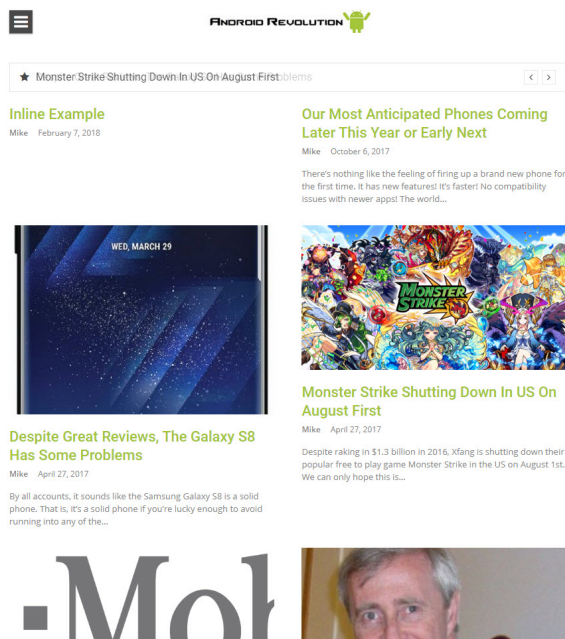 Android Revolution
Monster Strike Shutting Down In US On August First
Inline Example
Mike February 7, 2018
Our Most Anticipated Phones Coming
Later This Year or Early Next
Mike October 6, 2017
There's nothing like the feeling of firing up a brand new phone for
the first time. It has new features! It's faster! No compatibility
issues with newer apps! The world...
WED, MARCH 29
MONSTER
STRIKE
Despite Great Reviews, The Galaxy S8
Has Some Problems
Mike April 27, 2017
By all accounts, it sounds like the Samsung Galaxy S8 is a solid
phone. That is, it's a solid phone if you're lucky enough to avoid
running into any of the...
Monster Strike Shutting Down In US On
August First
Mike April 27, 2017
Despite raking in $1.3 billion in 2016, Xfang is shutting down their
popular free to play game Monster Strike in the US on August 1st.
We can only hope this is...